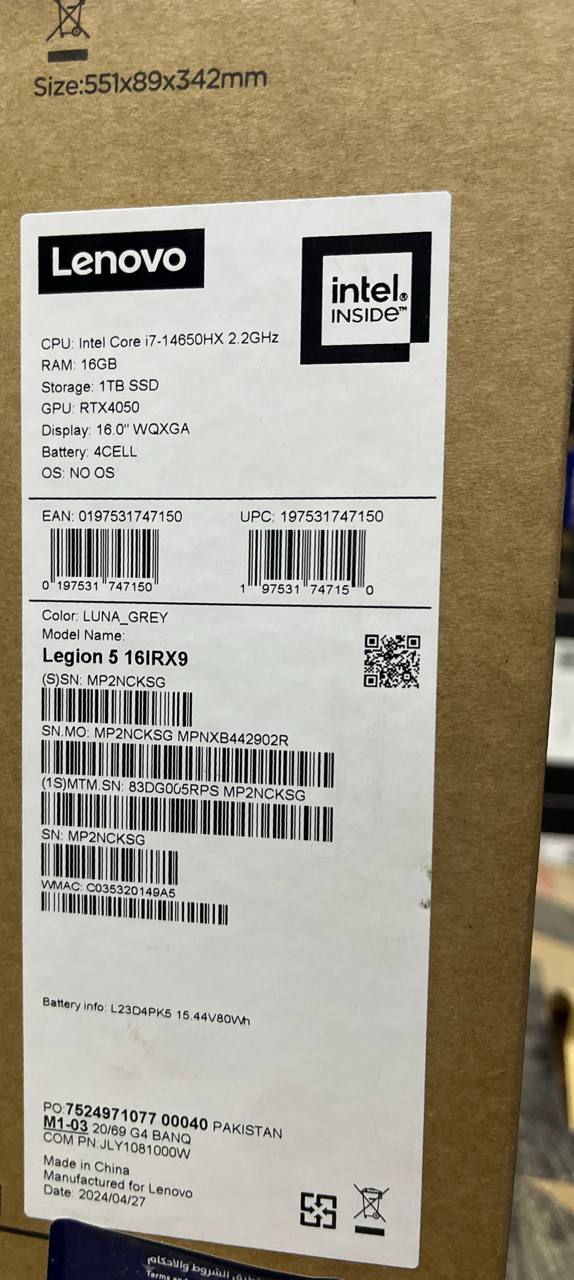 Size:551x89x342mm
Lenovo
intel®
INSIDE™
CPU: Intel Core i7-14650HX 2.2GHz
RAM: 16GB
Storage: 1TB SSD
GPU: RTX4050
Display: 16.0" WQXGA
Battery: 4CELL
OS: NO OS
EAN: 0197531747150 UPC: 197531747150
0 197531 747150 1 97531 74715 0
Color: LUNA_GREY
Model Name:
Legion 5 16IRX9
(S)SN: MP2NCKSG
SN.MO: MP2NCKSG MPNXB442902R
(1S)MTM.SN: 83DG005RPS MP2NCKSG
SN: MP2NCKSG
WMAC: C035320149A5
Battery info: L23D4PK5 15.44V80Wh
PO:7524971077 00040 PAKISTAN
M1-03 20/69 G4 BANQ
COM PN:JLY1081000W
Made in China
Manufactured for Lenovo
Date: 2024/04/27
الشروط والأحكام
Terms